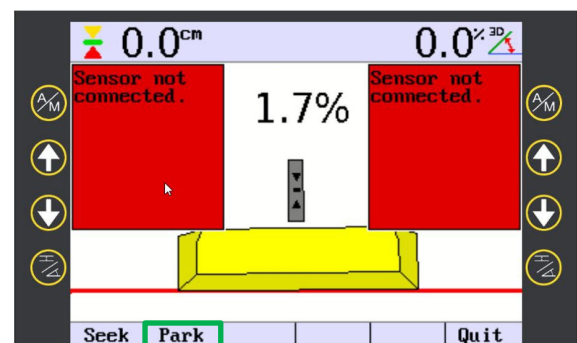 0.0cm
0.0% 3D
Sensor not
connected.
1.7%
Sensor not
connected.
A/M
A/M
Seek Park Quit